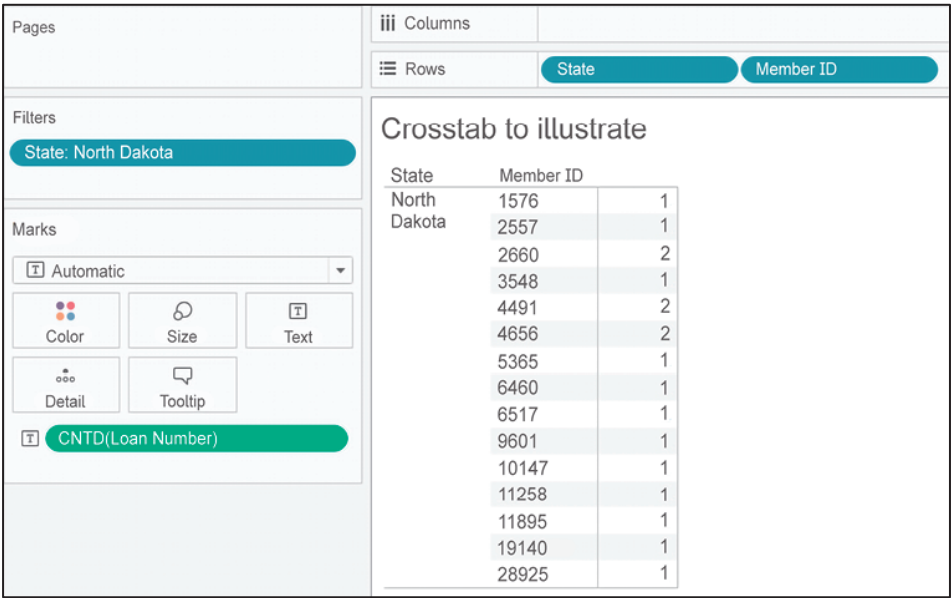 Pages
Columns
Rows State Member ID
Filters
State: North Dakota
Marks
Automatic
Color Size Text
Detail Tooltip
CNTD(Loan Number)
Crosstab to illustrate
State Member ID
North 1576 1
Dakota 2557 1
2660 2
3548 1
4491 2
4656 2
5365 1
6460 1
6517 1
9601 1
10147 1
11258 1
11895 1
19140 1
28925 1